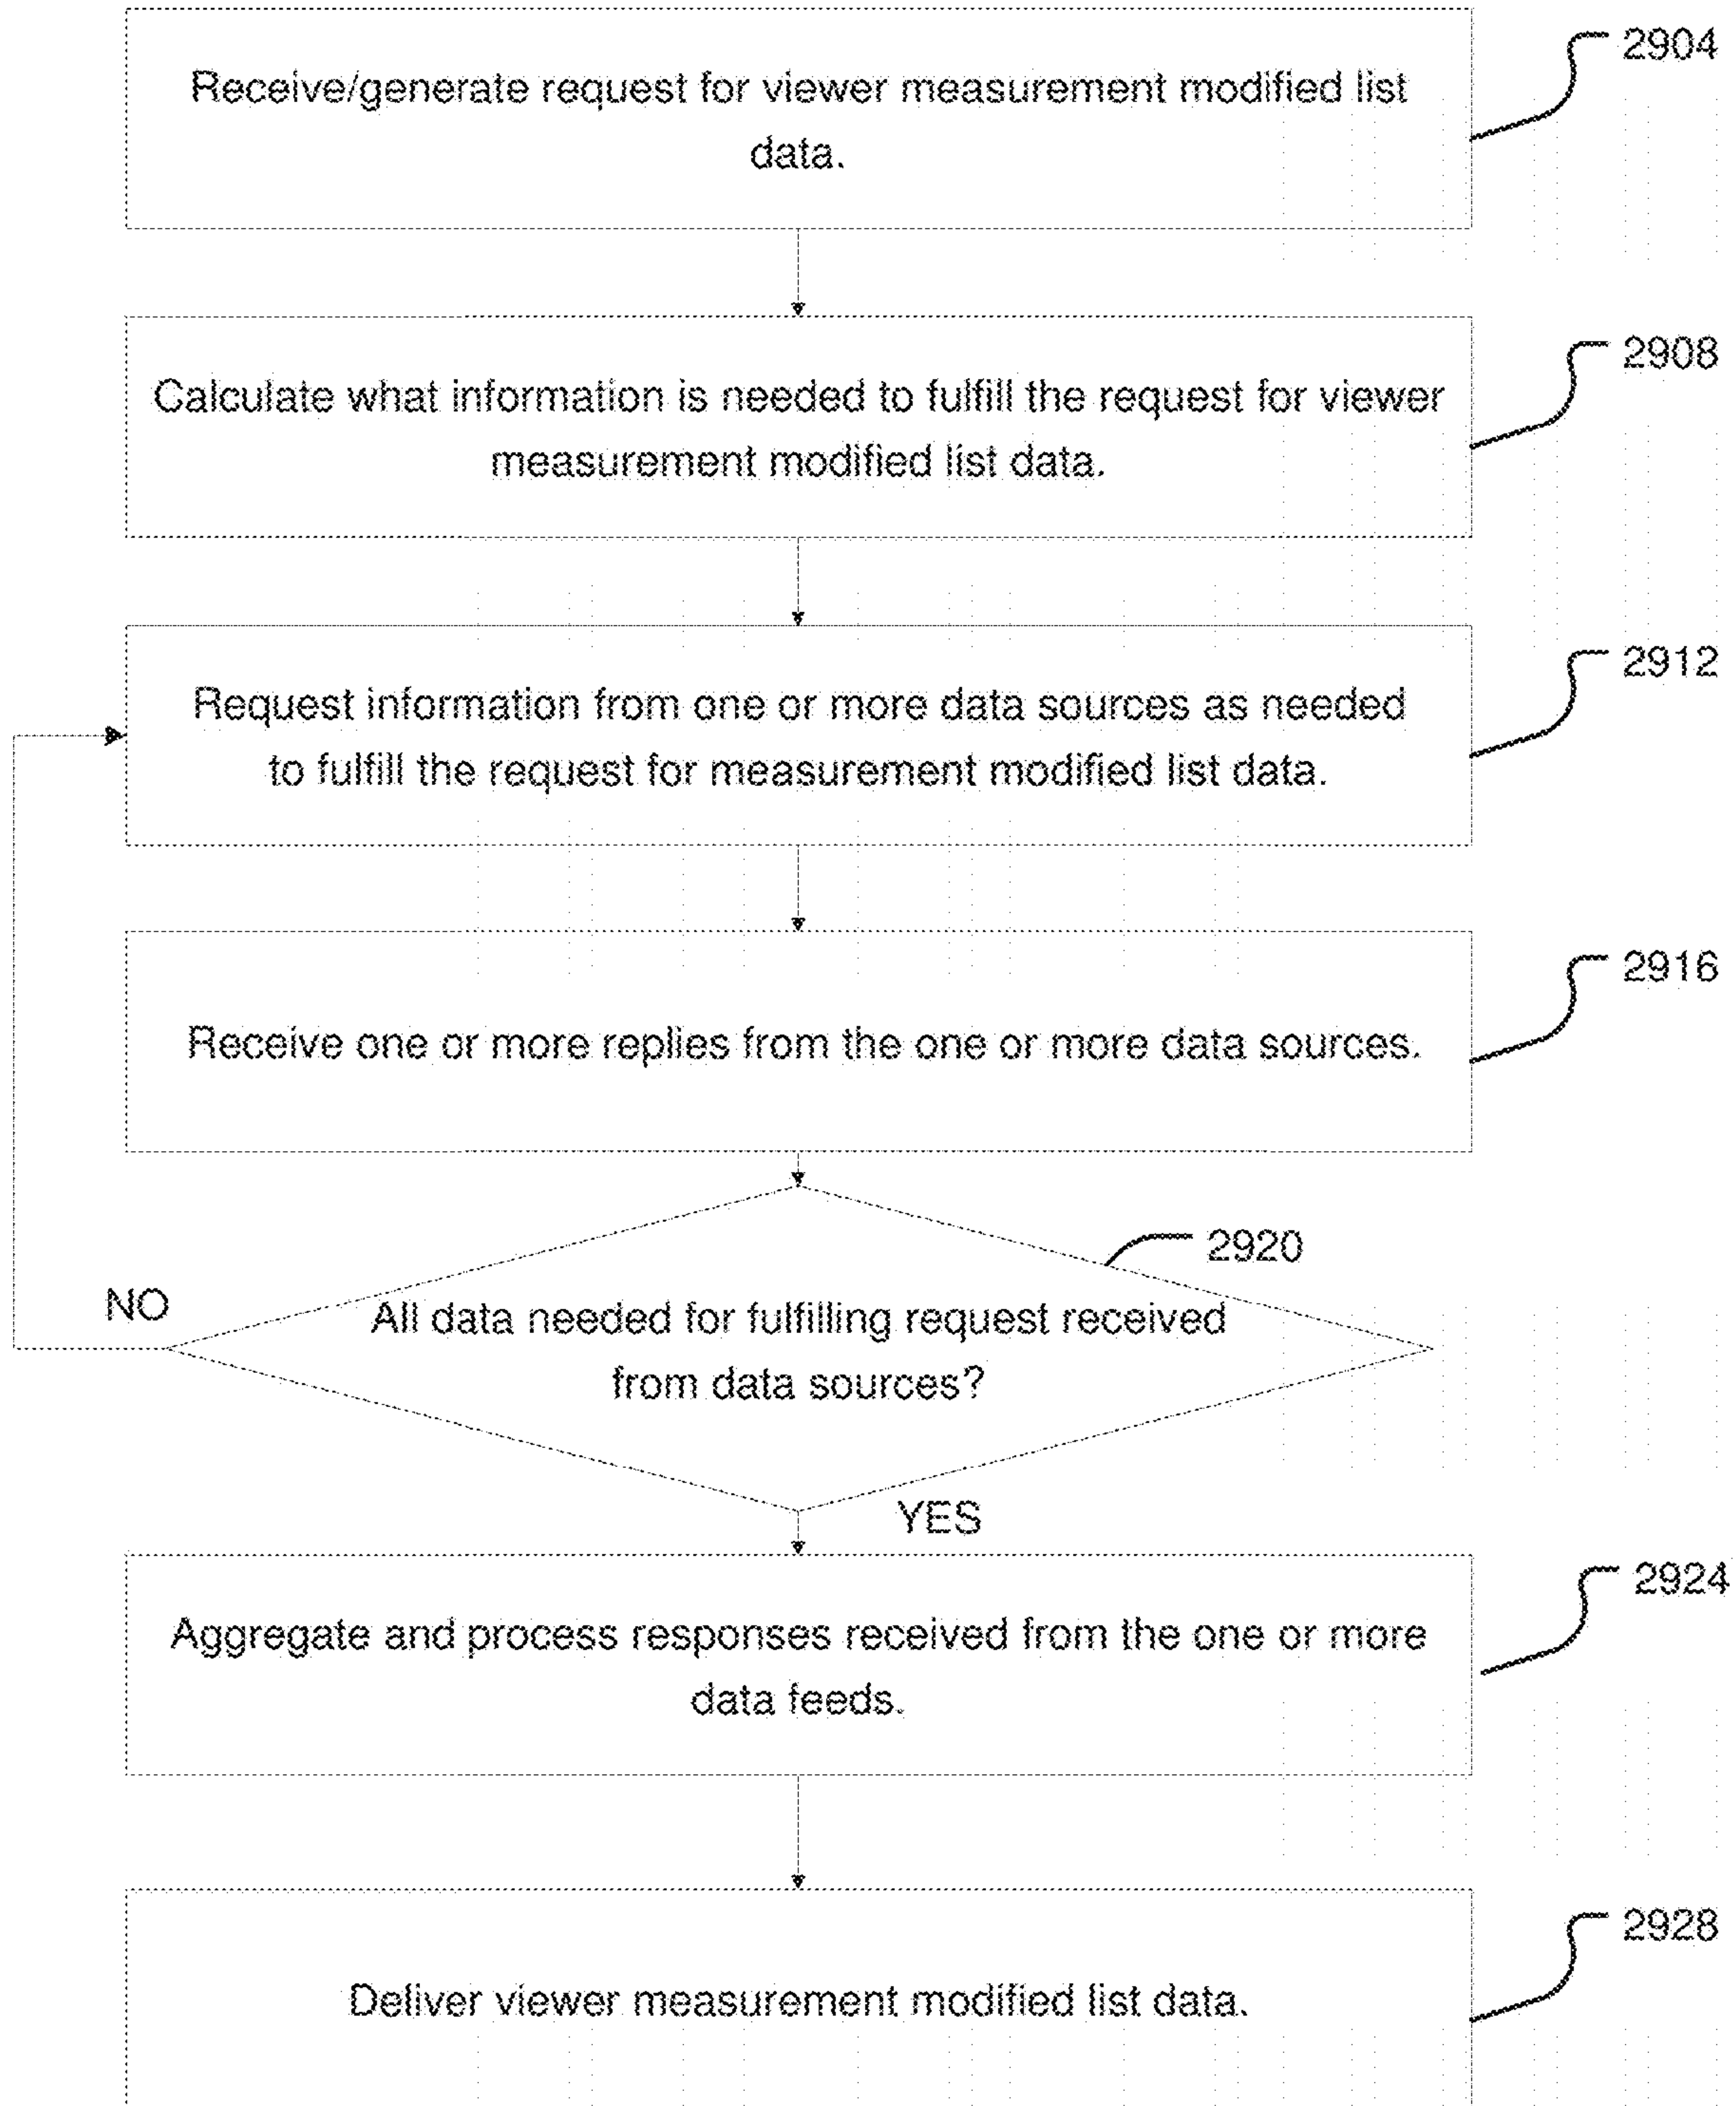 2904
Receive/generate request for viewer measurement modified list
data.
2908
Calculate what information is needed to fulfill the request for viewer
measurement modified list data.
2912
Request information from one or more data sources as needed
to fulfill the request for measurement modified list data.
2916
Receive one or more replies from the one or more data sources.
2920
NO
All data needed for fulfilling request received
from data sources?
YES
2924
Aggregate and process responses received from the one or more
data feeds.
2928
Deliver viewer measurement modified list data.